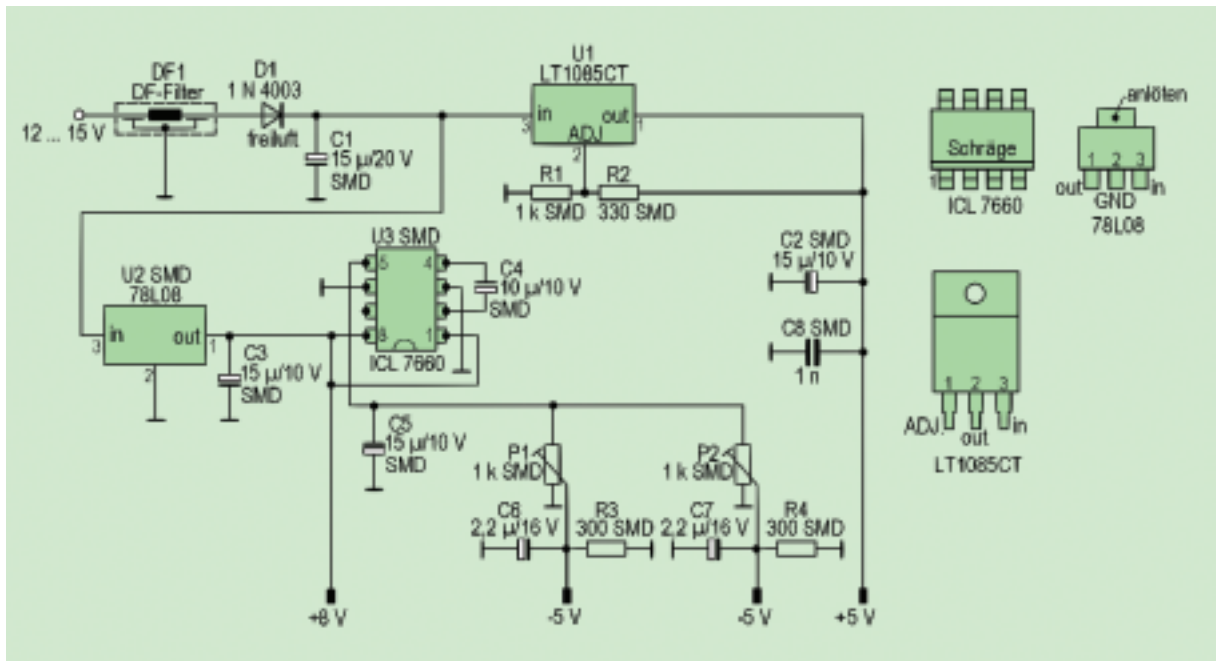 DF1
DF-Filter
12 ... 15 V
D1
1 N 4003
freiluft
C1
15 µ/20 V
SMD
U1
LT1085CT
in
out
ADJ
3
1
2
R1
1 k SMD
R2
330 SMD
U2 SMD
78L08
in
out
3
1
2
C3
15 µ/10 V
SMD
U3 SMD
5
4
8
1
ICL 7660
C4
10 µ/10 V
SMD
C2 SMD
15 µ/10 V
C8 SMD
1 n
C5
15 µ/10 V
SMD
P1
1 k SMD
P2
1 k SMD
C6
2,2 µ/16 V
R3
300 SMD
C7
2,2 µ/16 V
R4
300 SMD
+8 V
-5 V
-5 V
+5 V
Schräge
1
ICL 7660
anlöten
1 2 3
out
in
GND
78L08
1 2 3
ADJ.
out
in
LT1085CT